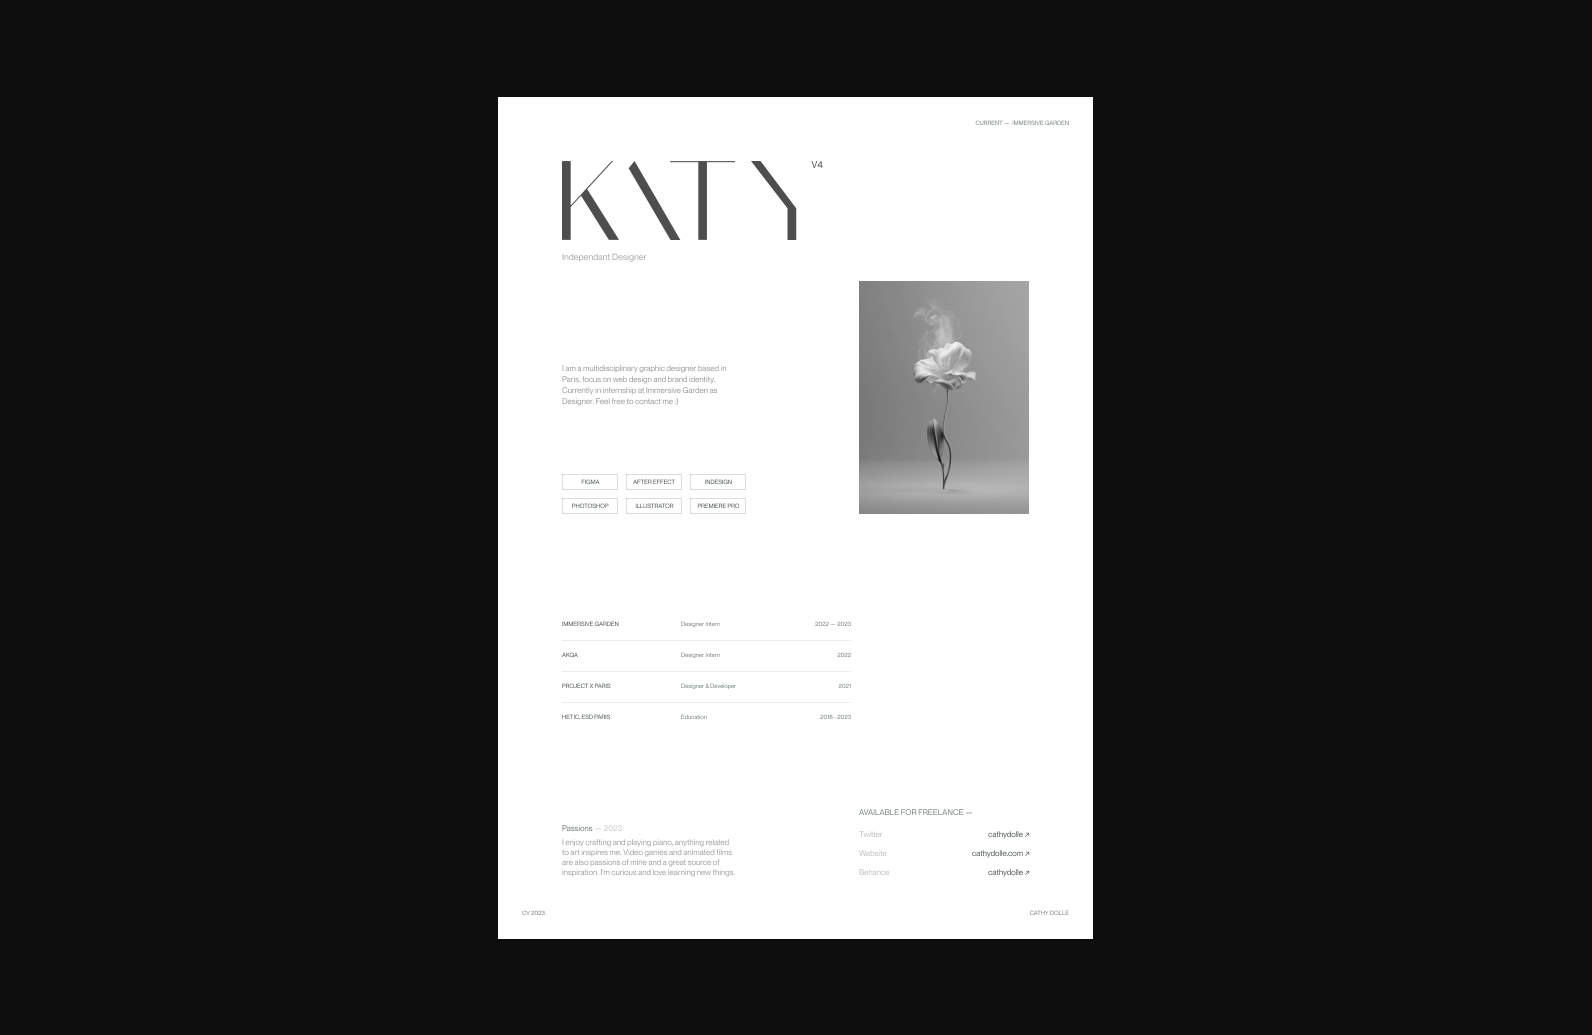 CURRENT — IMMERSIVE GARDEN
KATY
V4
Independant Designer
I am a multidisciplinary graphic designer based in
Paris, focus on web design and brand identity.
Currently in internship at Immersive Garden as
Designer. Feel free to contact me :)
FIGMA
AFTER EFFECT
INDESIGN
PHOTOSHOP
ILLUSTRATOR
PREMIERE PRO
IMMERSIVE GARDEN Designer Intern 2022 — 2023
AKQA Designer Intern 2022
PROJECT X PARIS Designer & Developer 2021
HETIC, ESD PARIS Education 2018 - 2023
Passions — 2023
I enjoy crafting and playing piano, anything related
to art inspires me. Video games and animated films
are also passions of mine and a great source of
inspiration. I'm curious and love learning new things.
AVAILABLE FOR FREELANCE —
Twitter cathydolle ↗
Website cathydolle.com ↗
Behance cathydolle ↗
CV 2023
CATHY DOLLE